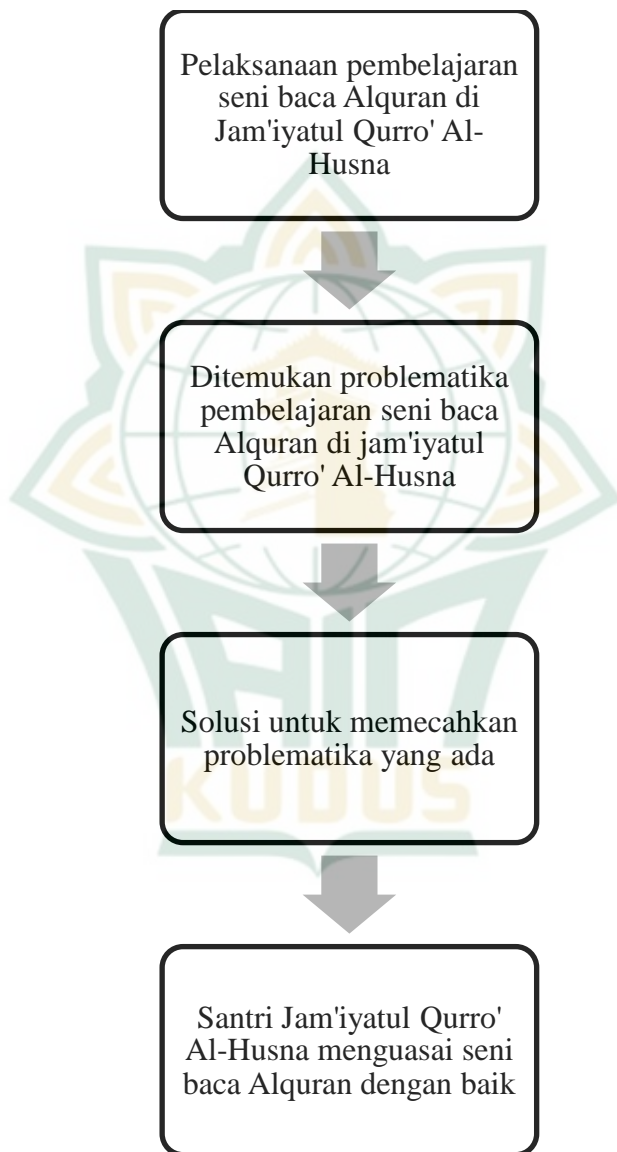 Pelaksanaan pembelajaran
seni baca Alquran di
Jam'iyatul Qurro' Al-
Husna
Ditemukan problematika
pembelajaran seni baca
Alquran di jam'iyatul
Qurro' Al-Husna
Solusi untuk memecahkan
problematika yang ada
IAIN
KUDUS
Santri Jam'iyatul Qurro'
Al-Husna menguasai seni
baca Alquran dengan baik